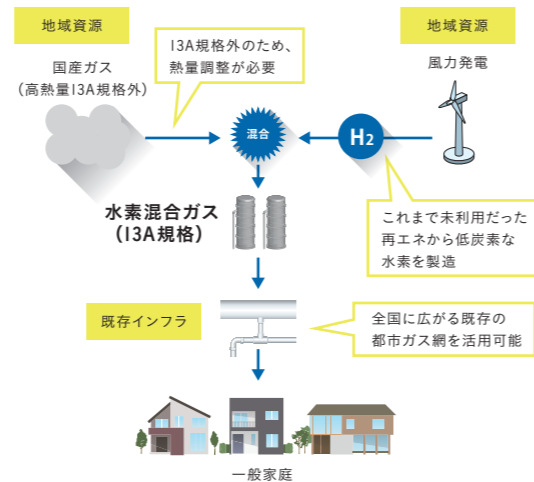 地域資源
国産ガス
（高熱量13A規格外）
13A規格外のため、
熱量調整が必要
地域資源
風力発電
混合
H2
水素混合ガス
（13A規格）
これまで未利用だった
再エネから低炭素な
水素を製造
既存インフラ
全国に広がる既存の
都市ガス網を活用可能
一般家庭